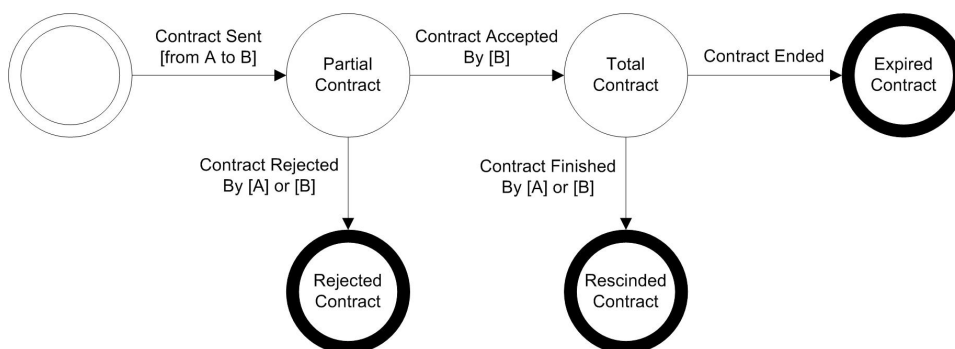 Contract Sent
[from A to B]
Partial
Contract
Contract Accepted
By [B]
Total
Contract
Contract Ended
Expired
Contract
Contract Rejected
By [A] or [B]
Contract Finished
By [A] or [B]
Rejected
Contract
Rescinded
Contract